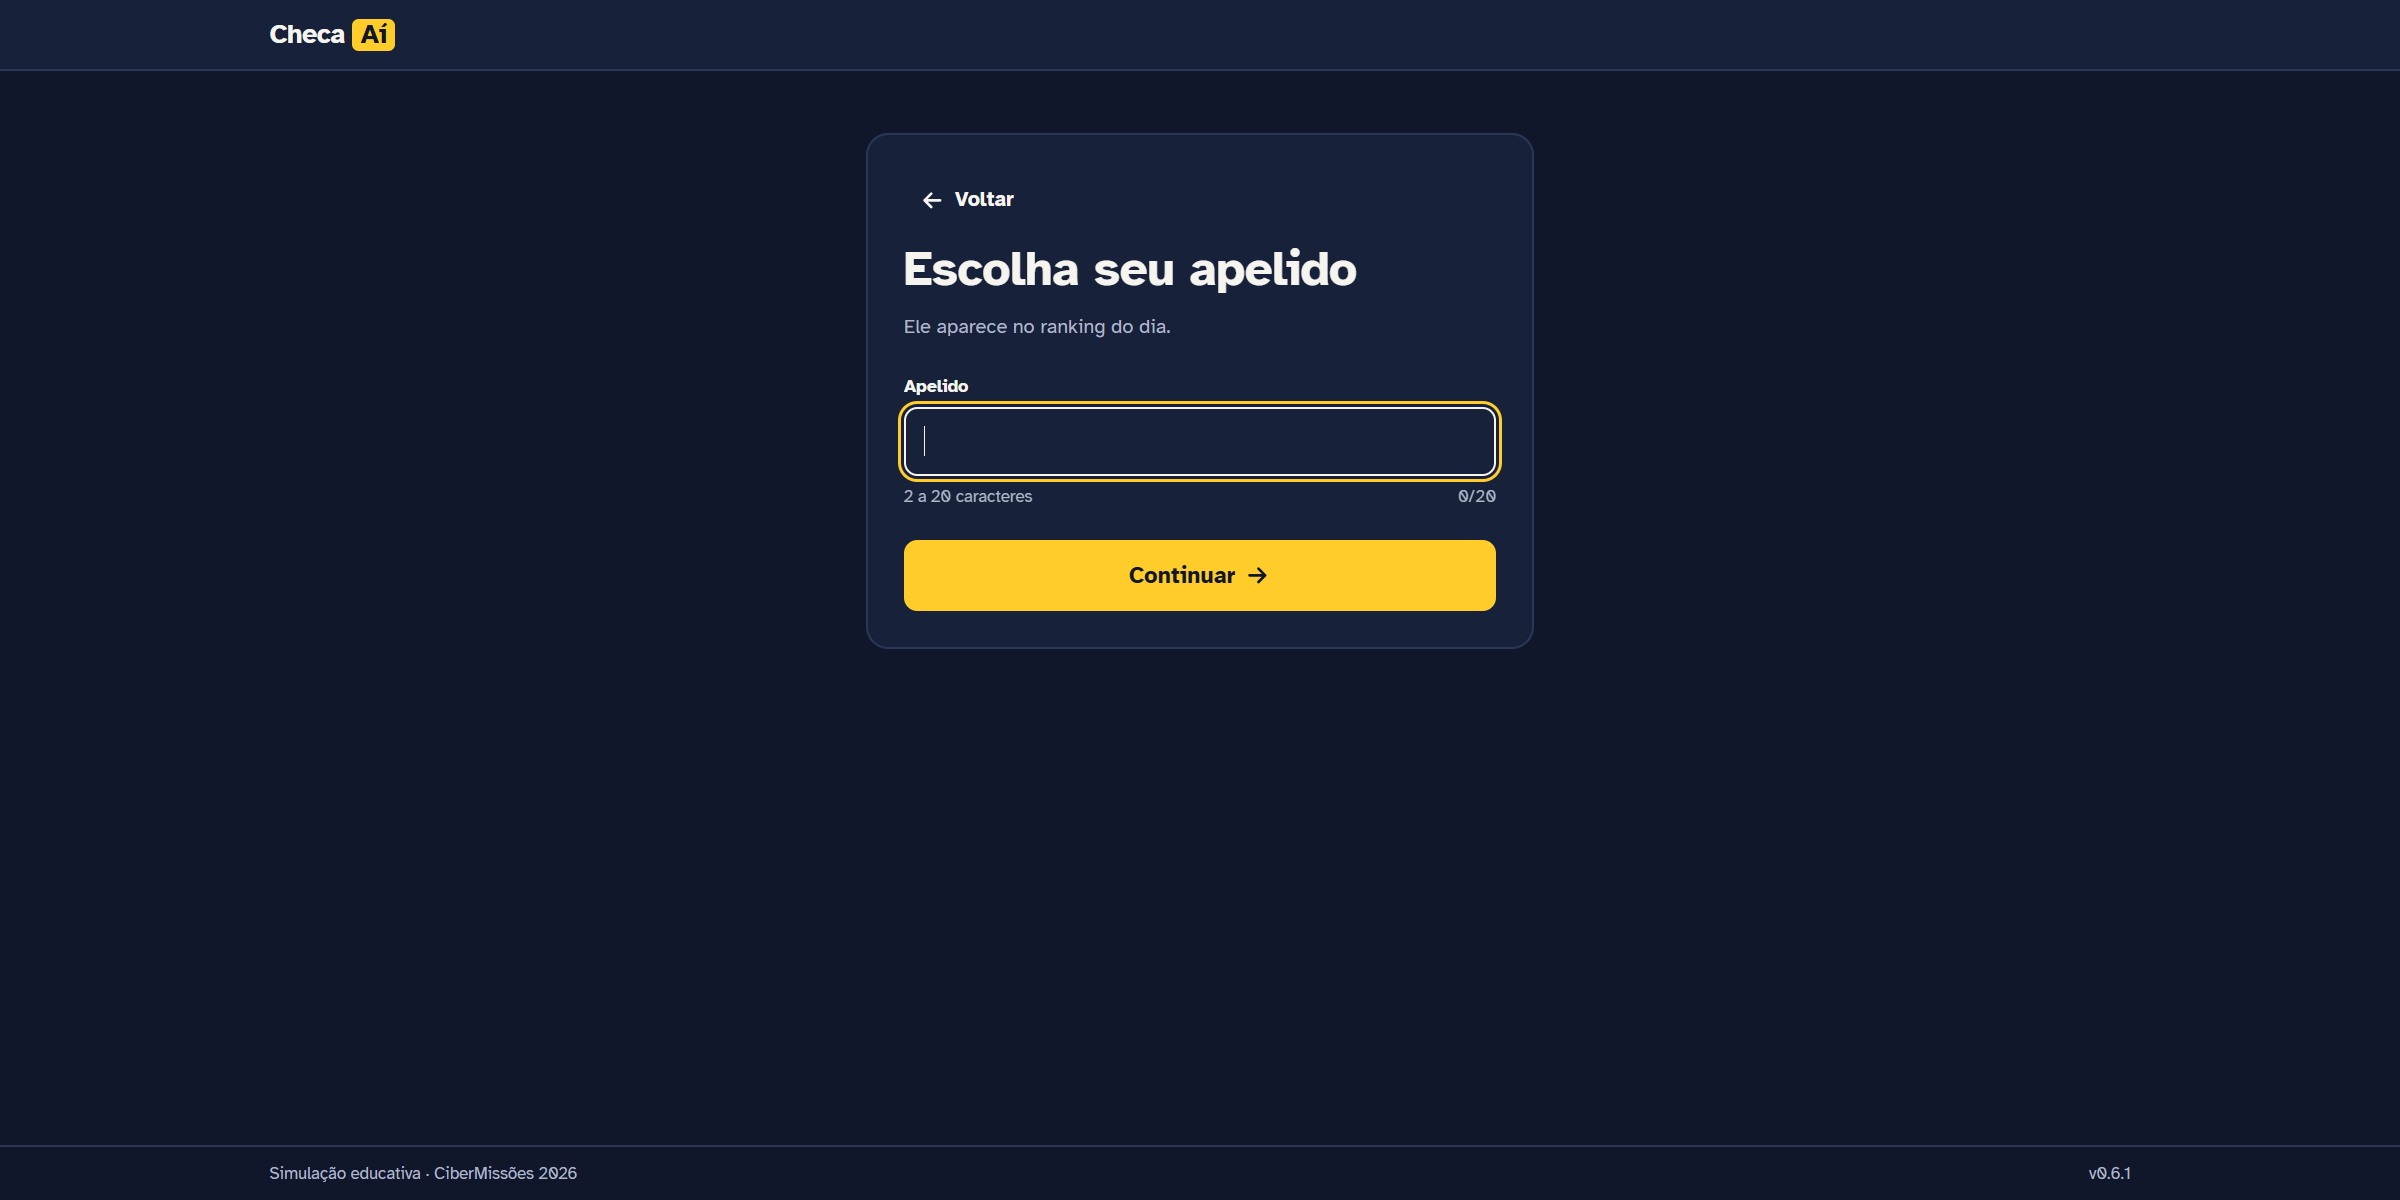 Checa Aí
Voltar
Escolha seu apelido
Ele aparece no ranking do dia.
Apelido
2 a 20 caracteres 0/20
Continuar
Simulação educativa · CiberMissões 2026 v0.6.1